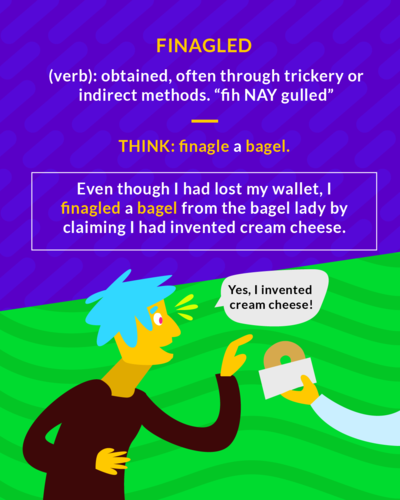 FINAGLED
(verb): obtained, often through trickery or
indirect methods. “fih NAY gulled”
THINK: finagle a bagel.
Even though I had lost my wallet, I
finagled a bagel from the bagel lady by
claiming I had invented cream cheese.
Yes, I invented
cream cheese!